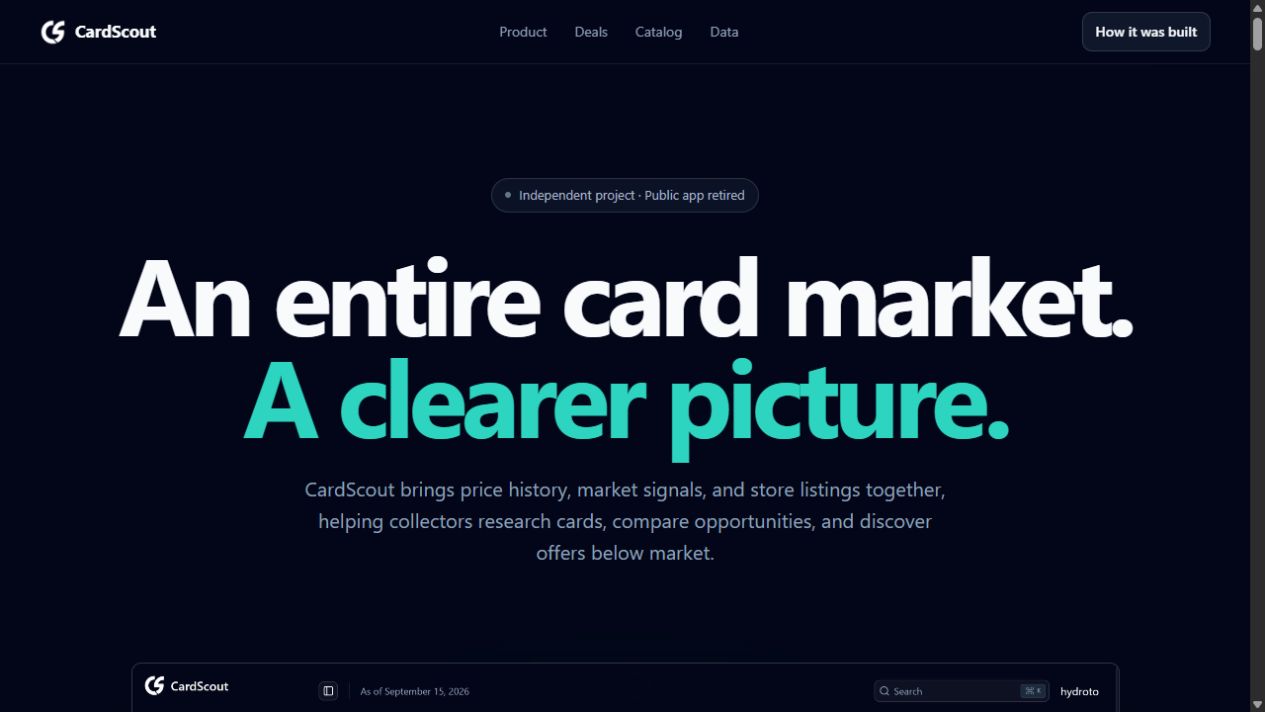 CardScout
Product
Deals
Catalog
Data
How it was built
Independent project · Public app retired
An entire card market.
A clearer picture.
CardScout brings price history, market signals, and store listings together,
helping collectors research cards, compare opportunities, and discover
offers below market.
CardScout
As of September 15, 2026
Search
⌘ K
hydroto